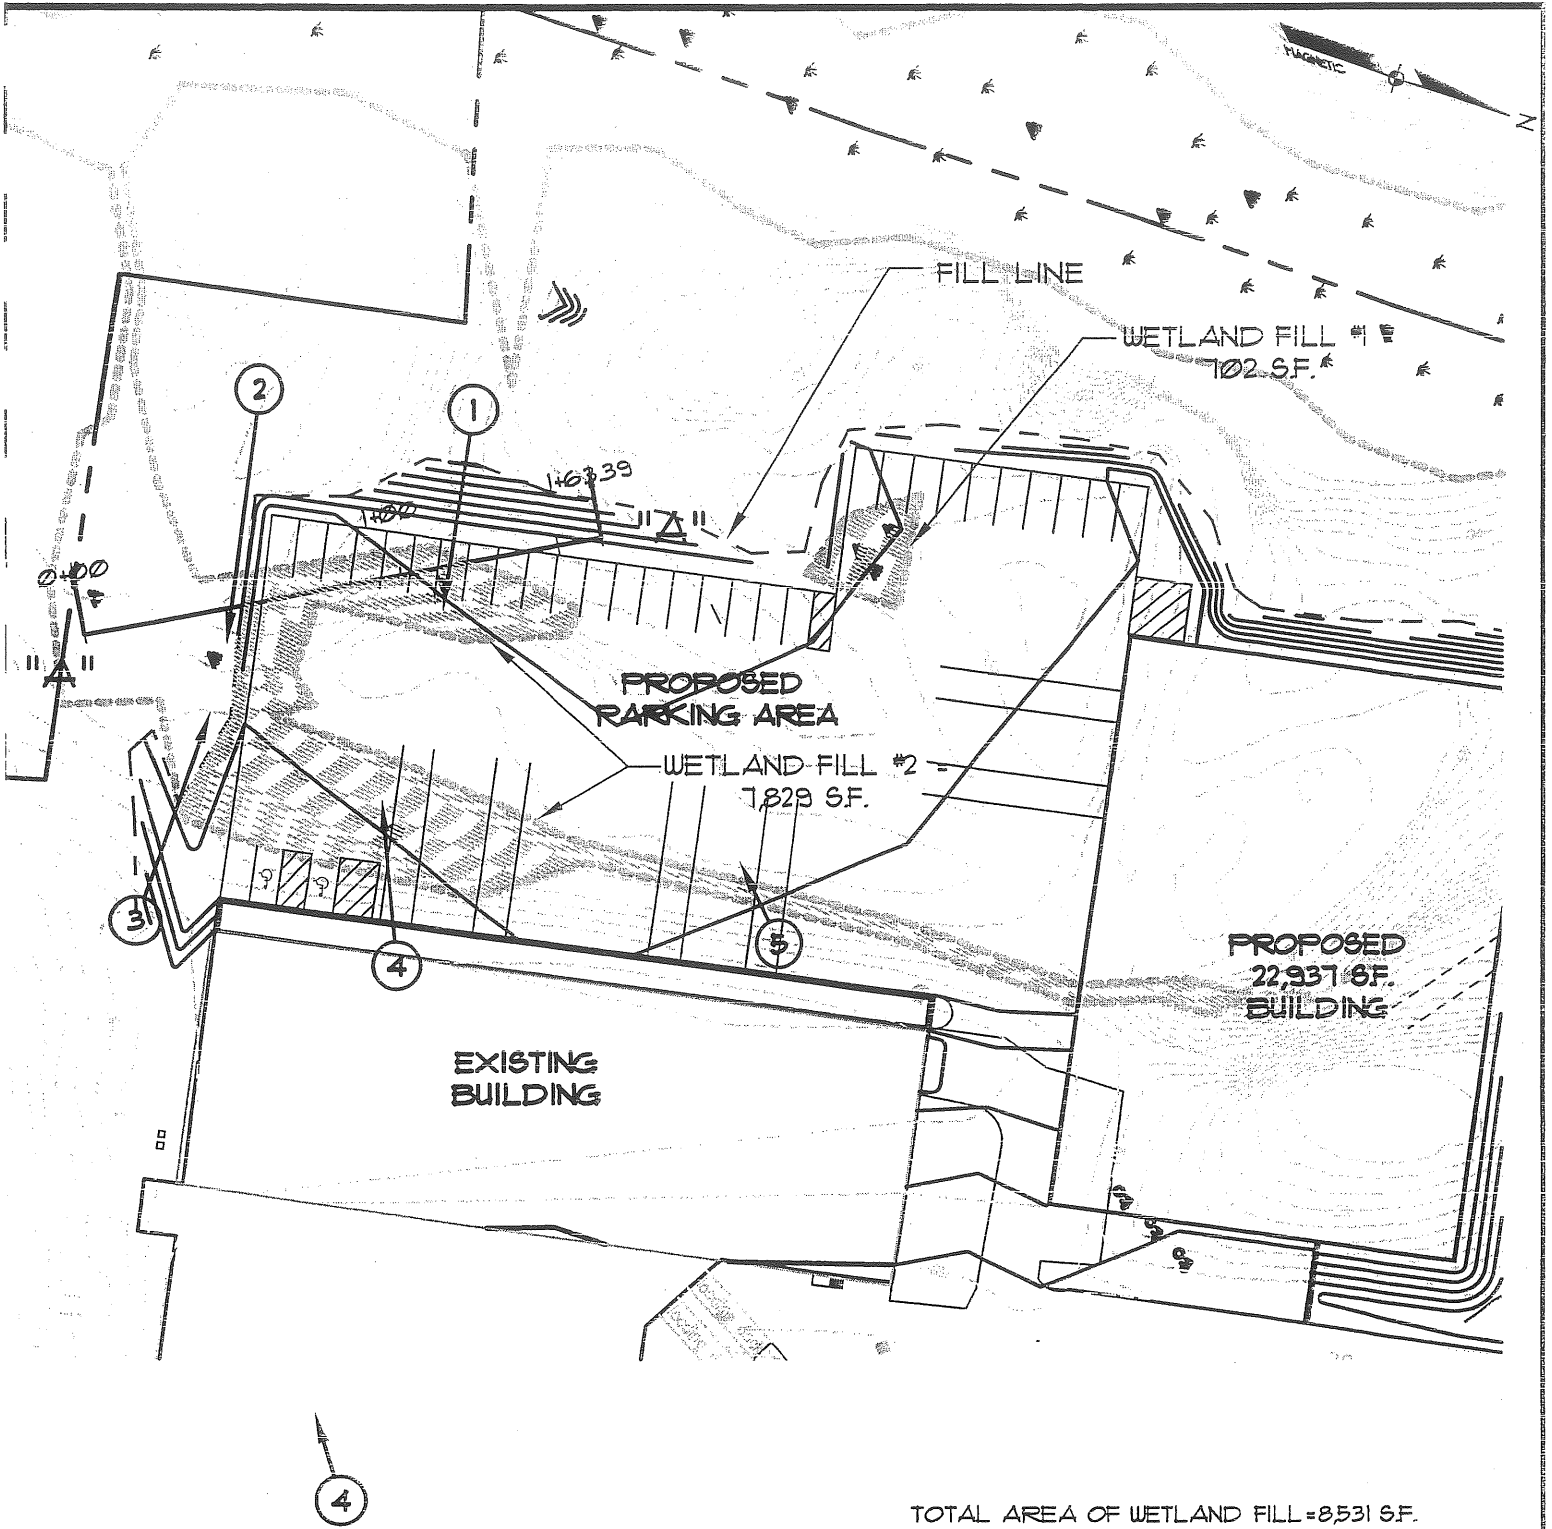 MAGNETIC
N
FILL LINE
WETLAND FILL #1 =
702 S.F.
2
1
1+63.39
1+00
"A"
0+00
"A"
PROPOSED
PARKING AREA
WETLAND FILL #2 =
7,829 S.F.
3
4
5
PROPOSED
22,937 S.F.
BUILDING
EXISTING
BUILDING
4
TOTAL AREA OF WETLAND FILL = 8,531 S.F.